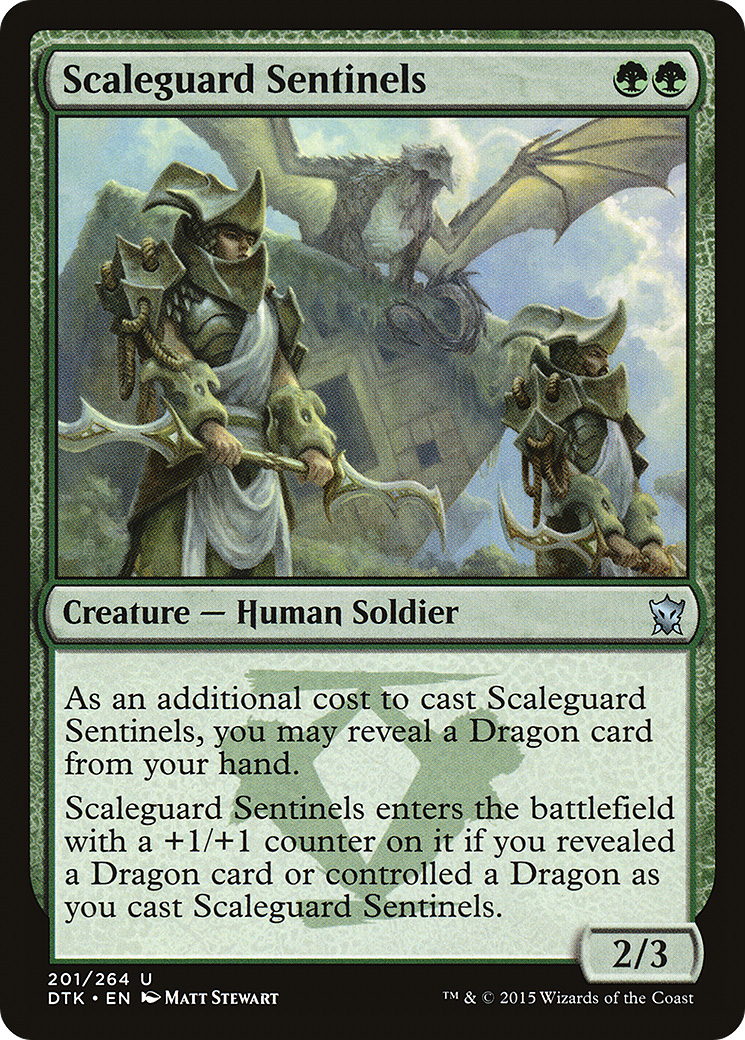 Scaleguard Sentinels
Creature — Human Soldier
As an additional cost to cast Scaleguard
Sentinels, you may reveal a Dragon card
from your hand.
Scaleguard Sentinels enters the battlefield
with a +1/+1 counter on it if you revealed
a Dragon card or controlled a Dragon as
you cast Scaleguard Sentinels.
2/3
201/264 U
DTK • EN Matt Stewart
™ & © 2015 Wizards of the Coast